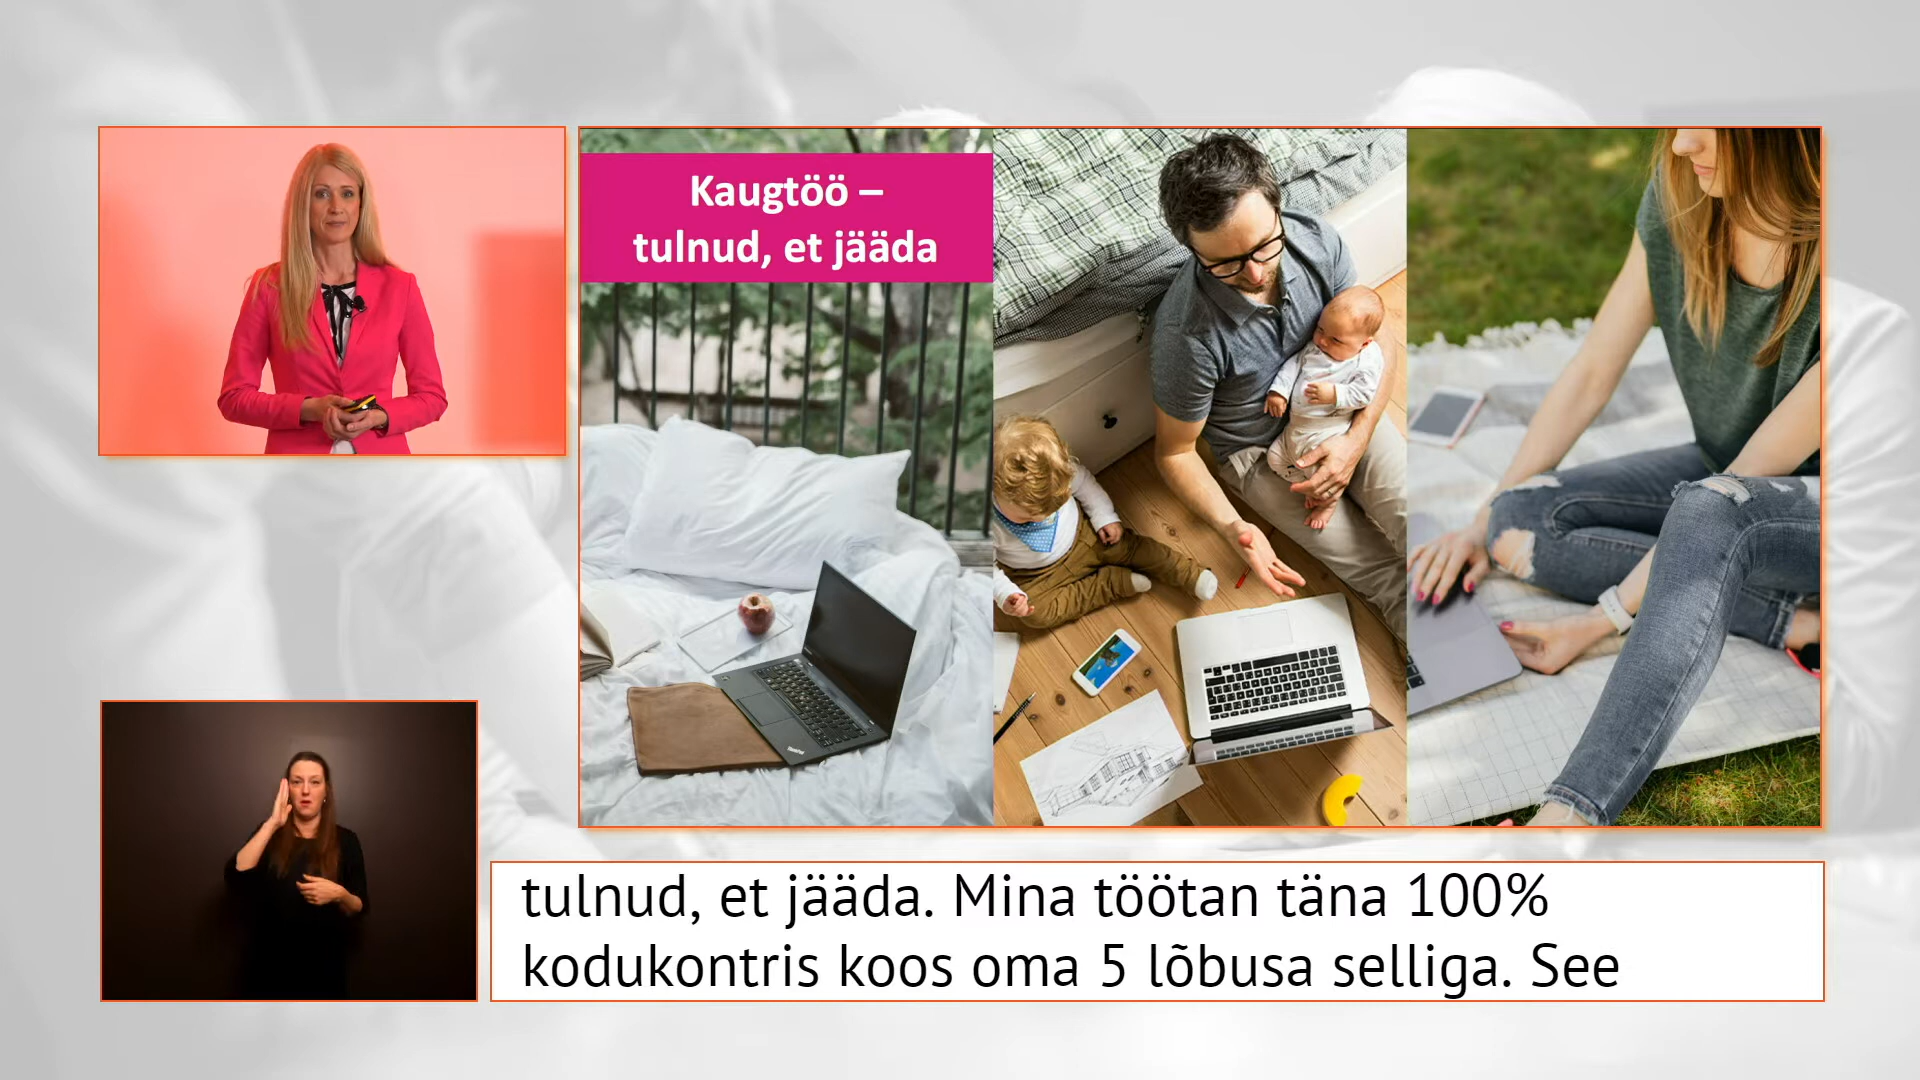 Kaugtöö –
tulnud, et jääda
tulnud, et jääda. Mina töötan täna 100%
kodukontris koos oma 5 lõbusa selliga. See